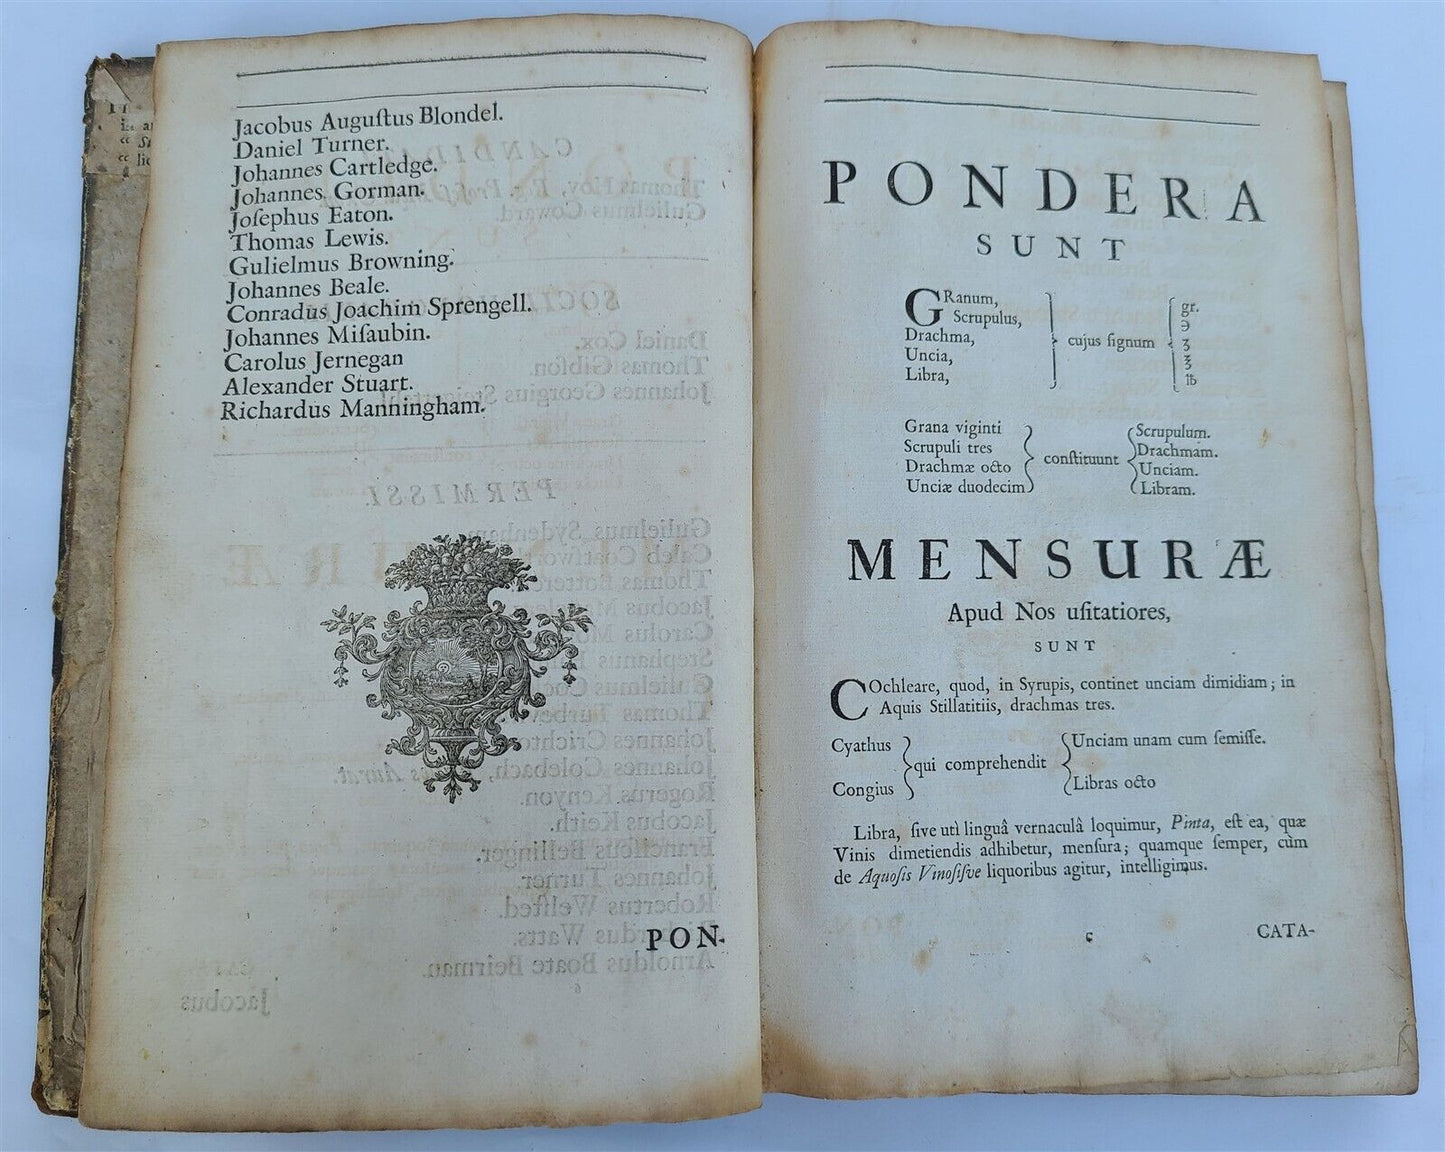 Jacobus Auguſtus Blondel.
Daniel Turner.
Johannes Cartledge.
Johannes Gorman.
Joſephus Eaton.
Thomas Lewis.
Gulielmus Browning.
Johannes Beale.
Conradus Joachim Sprengell.
Johannes Miſaubin.
Carolus Jernegan
Alexander Stuart.
Richardus Manningham.
PON-
PONDERA
SUNT
GRanum,
Scrupulus,
Drachma,
Uncia,
Libra,
cujus ſignum
gr.
℈
ʒ
℥
℔
Grana viginti
Scrupuli tres
Drachmæ octo
Unciæ duodecim
conſtituunt
Scrupulum.
Drachmam.
Unciam.
Libram.
MENSURÆ
Apud Nos uſitatiores,
SUNT
COchleare, quod, in Syrupis, continet unciam dimidiam; in
Aquis Stillatitiis, drachmas tres.
Cyathus
Congius
qui comprehendit
Unciam unam cum ſemiſſe.
Libras octo
Libra, ſive utì linguâ vernaculâ loquimur, Pinta, eſt ea, quæ
Vinis dimetiendis adhibetur, menſura; quamque ſemper, cùm
de Aquoſis Vinoſiſve liquoribus agitur, intelligimus.
c
CATA-